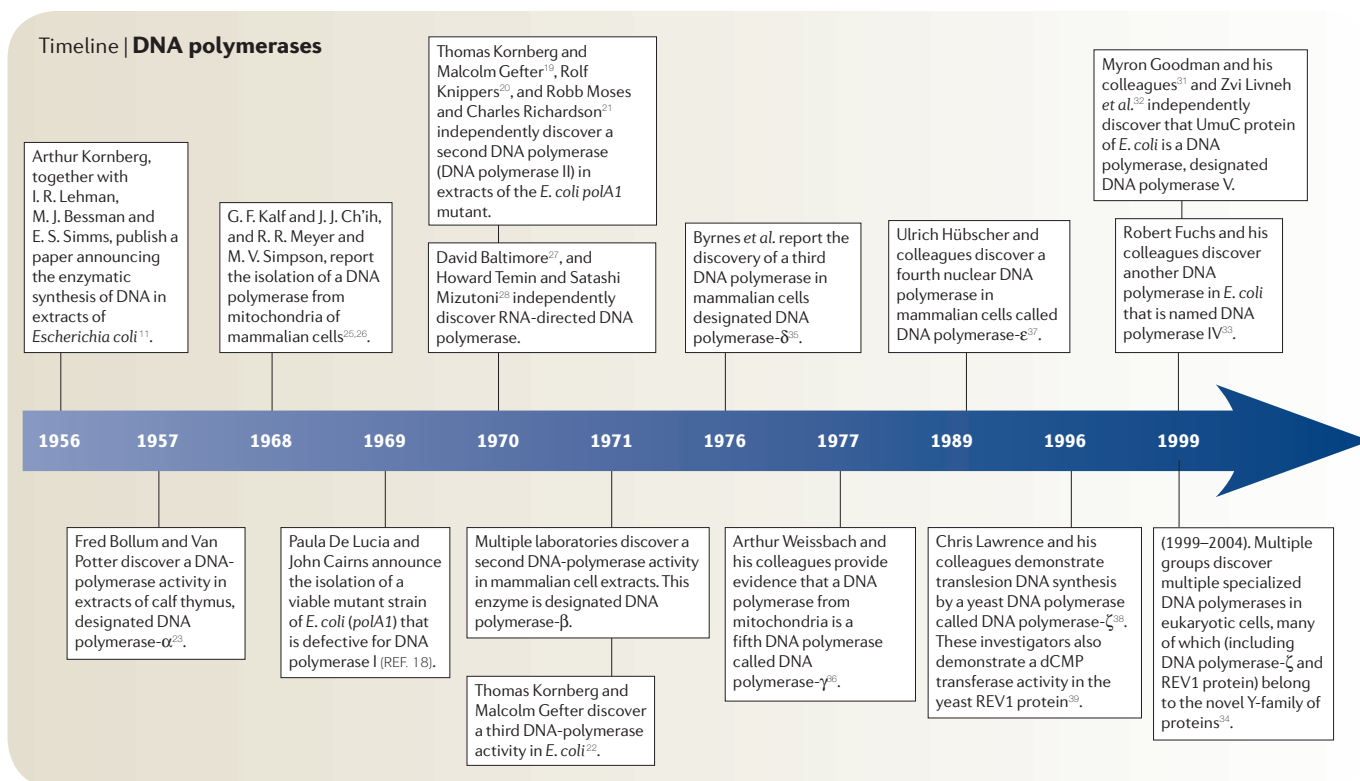 Timeline | DNA polymerases
Arthur Kornberg,
together with
I. R. Lehman,
M. J. Bessman and
E. S. Simms, publish a
paper announcing
the enzymatic
synthesis of DNA in
extracts of
Escherichia coli11.
G. F. Kalf and J. J. Ch'ih,
and R. R. Meyer and
M. V. Simpson, report
the isolation of a DNA
polymerase from
mitochondria of
mammalian cells25,26.
Thomas Kornberg and
Malcolm Gefter19, Rolf
Knippers20, and Robb Moses
and Charles Richardson21
independently discover a
second DNA polymerase
(DNA polymerase II) in
extracts of the E. coli polA1
mutant.
David Baltimore27, and
Howard Temin and Satashi
Mizutoni28 independently
discover RNA-directed DNA
polymerase.
Byrnes et al. report the
discovery of a third
DNA polymerase in
mammalian cells
designated DNA
polymerase-δ35.
Ulrich Hübscher and
colleagues discover a
fourth nuclear DNA
polymerase in
mammalian cells called
DNA polymerase-ε37.
Myron Goodman and his
colleagues31 and Zvi Livneh
et al.32 independently
discover that UmuC protein
of E. coli is a DNA
polymerase, designated
DNA polymerase V.
Robert Fuchs and his
colleagues discover
another DNA
polymerase in E. coli
that is named DNA
polymerase IV33.
1956 1957 1968 1969 1970 1971 1976 1977 1989 1996 1999
Fred Bollum and Van
Potter discover a DNA-
polymerase activity in
extracts of calf thymus,
designated DNA
polymerase-α23.
Paula De Lucia and
John Cairns announce
the isolation of a
viable mutant strain
of E. coli (polA1) that
is defective for DNA
polymerase I (REF. 18).
Multiple laboratories discover a
second DNA-polymerase activity
in mammalian cell extracts. This
enzyme is designated DNA
polymerase-β.
Thomas Kornberg and
Malcolm Gefter discover
a third DNA-polymerase
activity in E. coli22.
Arthur Weissbach and
his colleagues provide
evidence that a DNA
polymerase from
mitochondria is a
fifth DNA polymerase
called DNA
polymerase-γ36.
Chris Lawrence and his
colleagues demonstrate
translesion DNA synthesis
by a yeast DNA polymerase
called DNA polymerase-ζ38.
These investigators also
demonstrate a dCMP
transferase activity in the
yeast REV1 protein39.
(1999–2004). Multiple
groups discover
multiple specialized
DNA polymerases in
eukaryotic cells, many
of which (including
DNA polymerase-ζ and
REV1 protein) belong
to the novel Y-family of
proteins34.